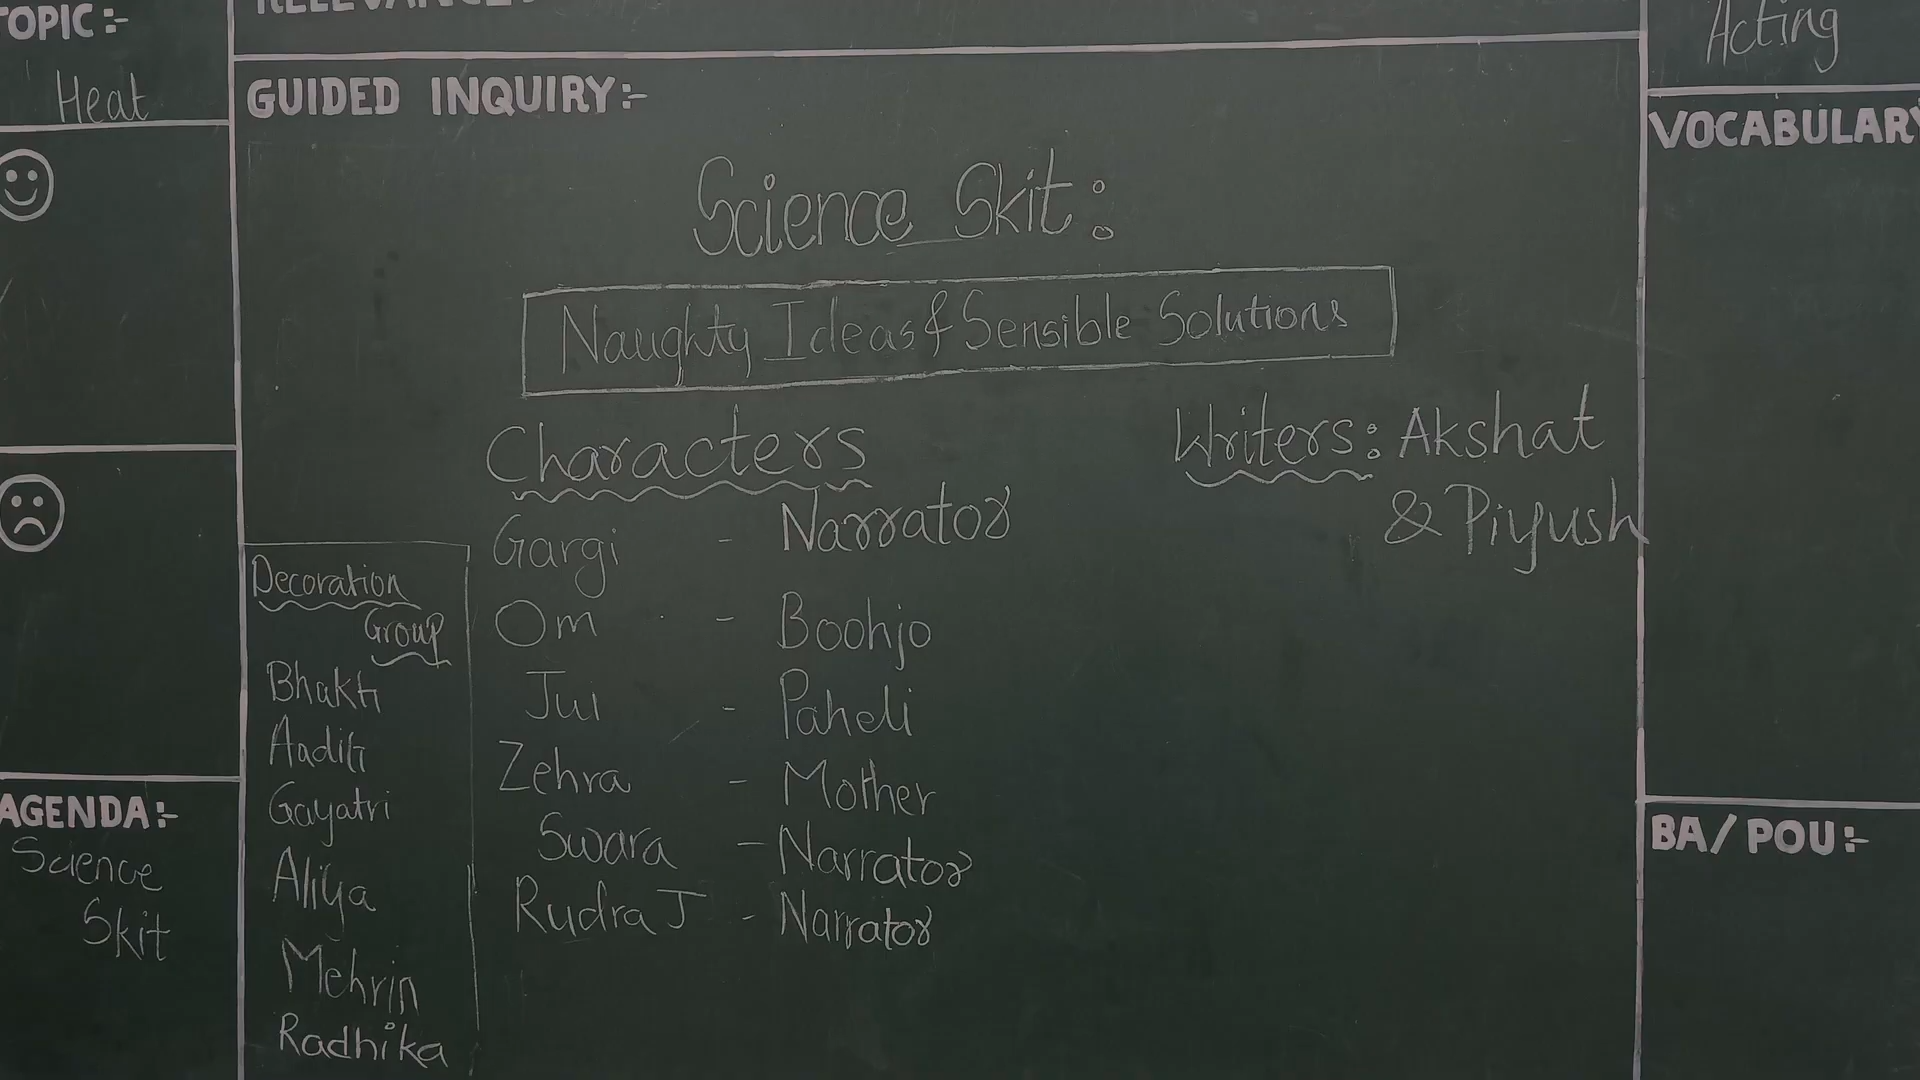 TOPIC:-
Heat
AGENDA:-
Science
Skit
GUIDED INQUIRY:-
Science Skit:
Naughty Ideas & Sensible Solutions
Characters
Gargi - Narrator
Om - Boohjo
Jui - Paheli
Zehra - Mother
Swara - Narrator
Rudra J - Narrator
Writers: Akshat
& Piyush
Decoration
Group
Bhakti
Aaditi
Gayatri
Aliya
Mehrin
Radhika
Acting
VOCABULARY
BA/POU:-